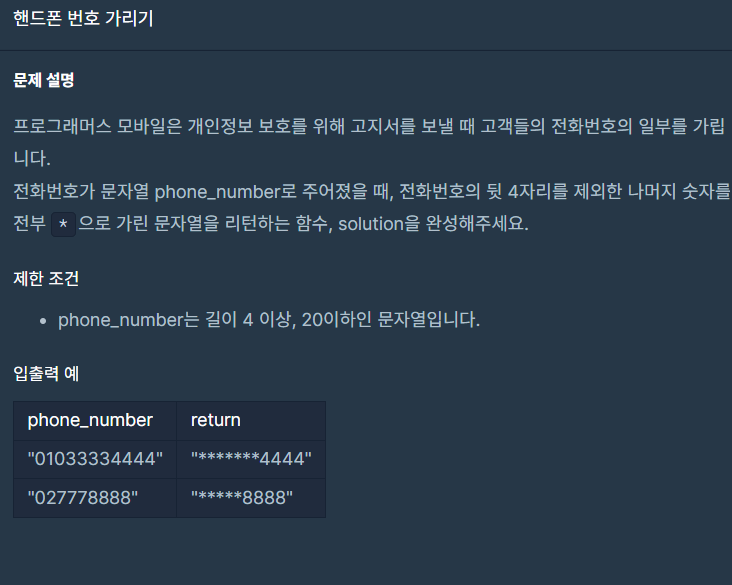 핸드폰 번호 가리기
문제 설명
프로그래머스 모바일은 개인정보 보호를 위해 고지서를 보낼 때 고객들의 전화번호의 일부를 가립
니다.
전화번호가 문자열 phone_number로 주어졌을 때, 전화번호의 뒷 4자리를 제외한 나머지 숫자를
전부 * 으로 가린 문자열을 리턴하는 함수, solution을 완성해주세요.
제한 조건
• phone_number는 길이 4 이상, 20이하인 문자열입니다.
입출력 예
phone_number return
"01033334444" "*******4444"
"027778888" "*****8888"